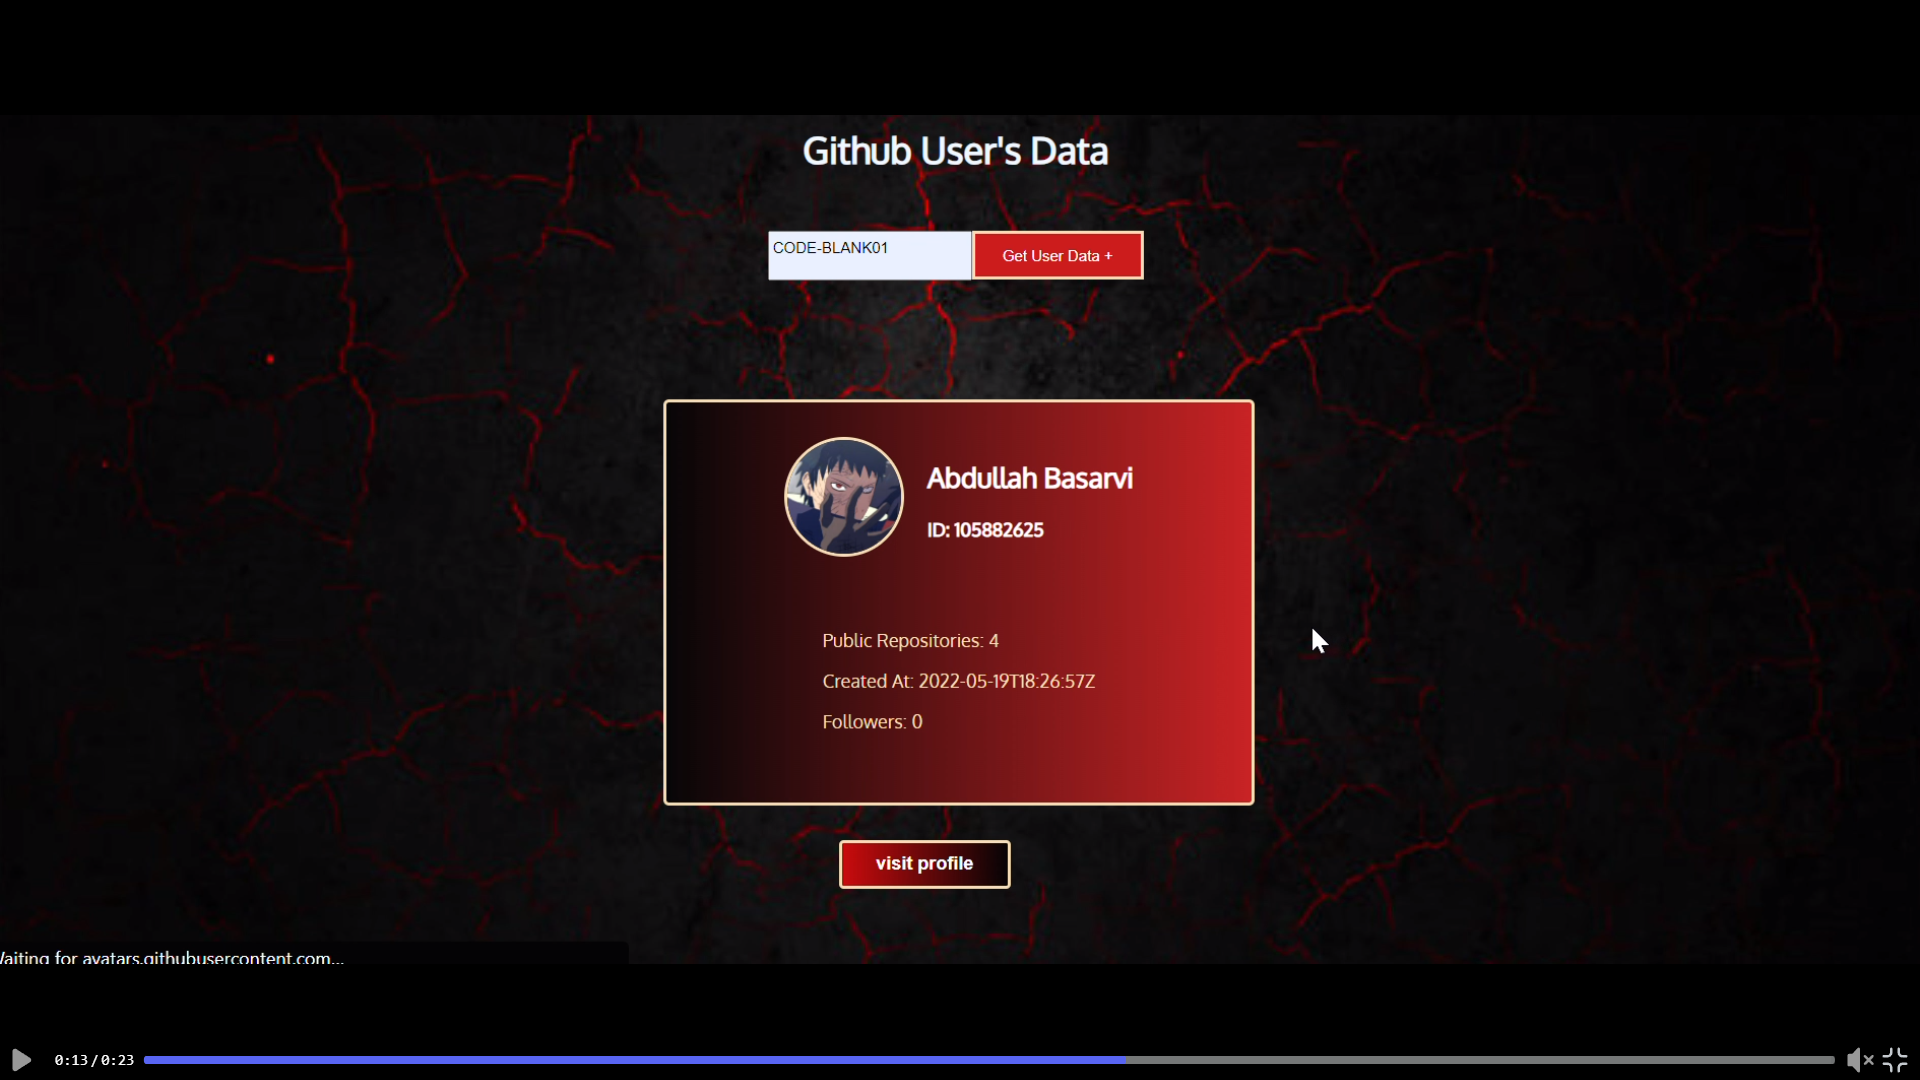 Github User's Data
CODE-BLANK01
Get User Data +
Abdullah Basarvi
ID: 105882625
Public Repositories: 4
Created At: 2022-05-19T18:26:57Z
Followers: 0
visit profile
Waiting for avatars.githubusercontent.com...
0:13 / 0:23